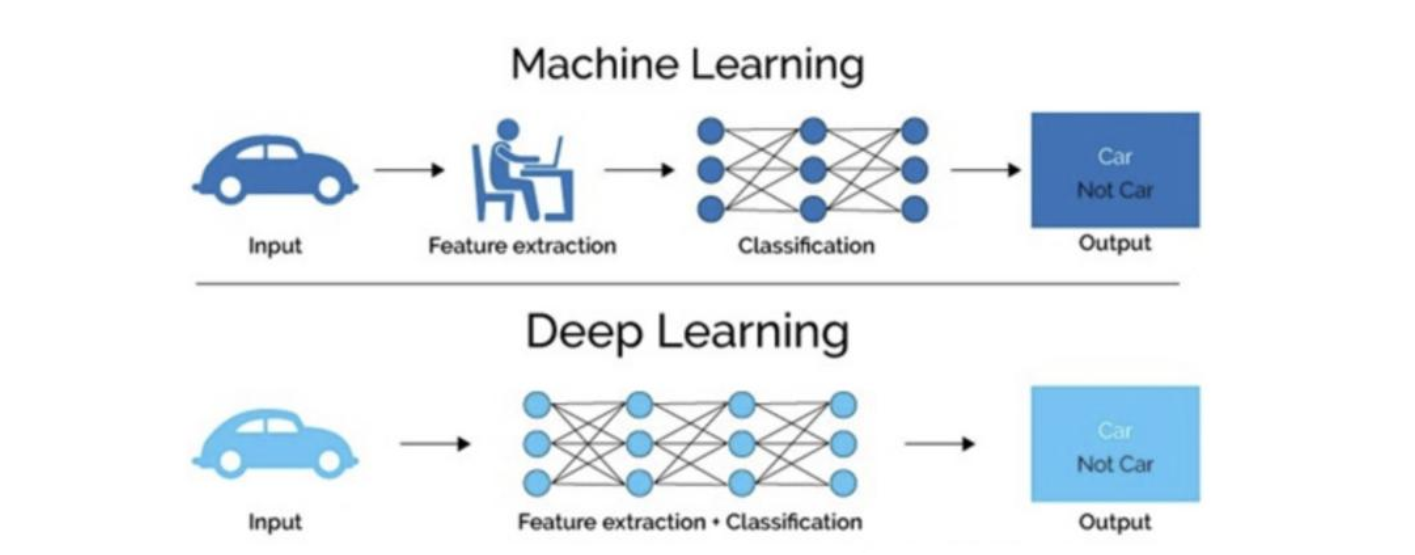 Machine Learning
Car
Not Car
Input
Feature extraction
Classification
Output
Deep Learning
Car
Not Car
Input
Feature extraction + Classification
Output